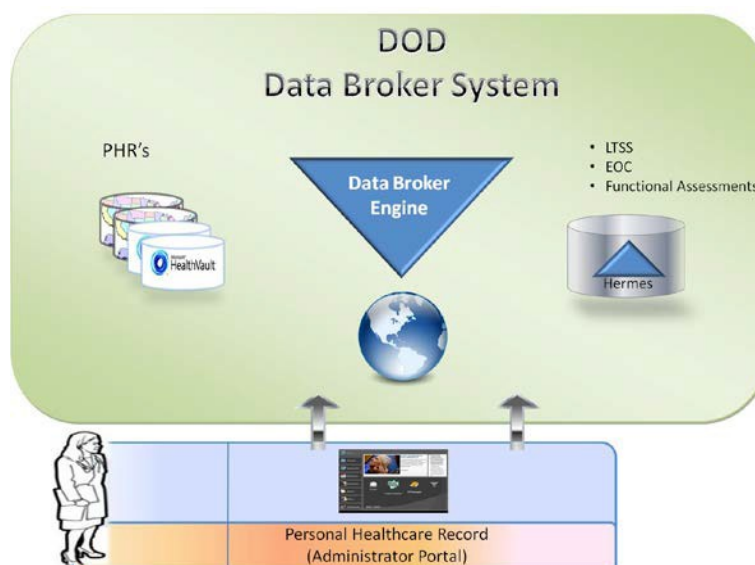 DOD
Data Broker System
PHR's
Data Broker
Engine
• LTSS
• EOC
• Functional Assessments
HealthVault
Hermes
Personal Healthcare Record
(Administrator Portal)